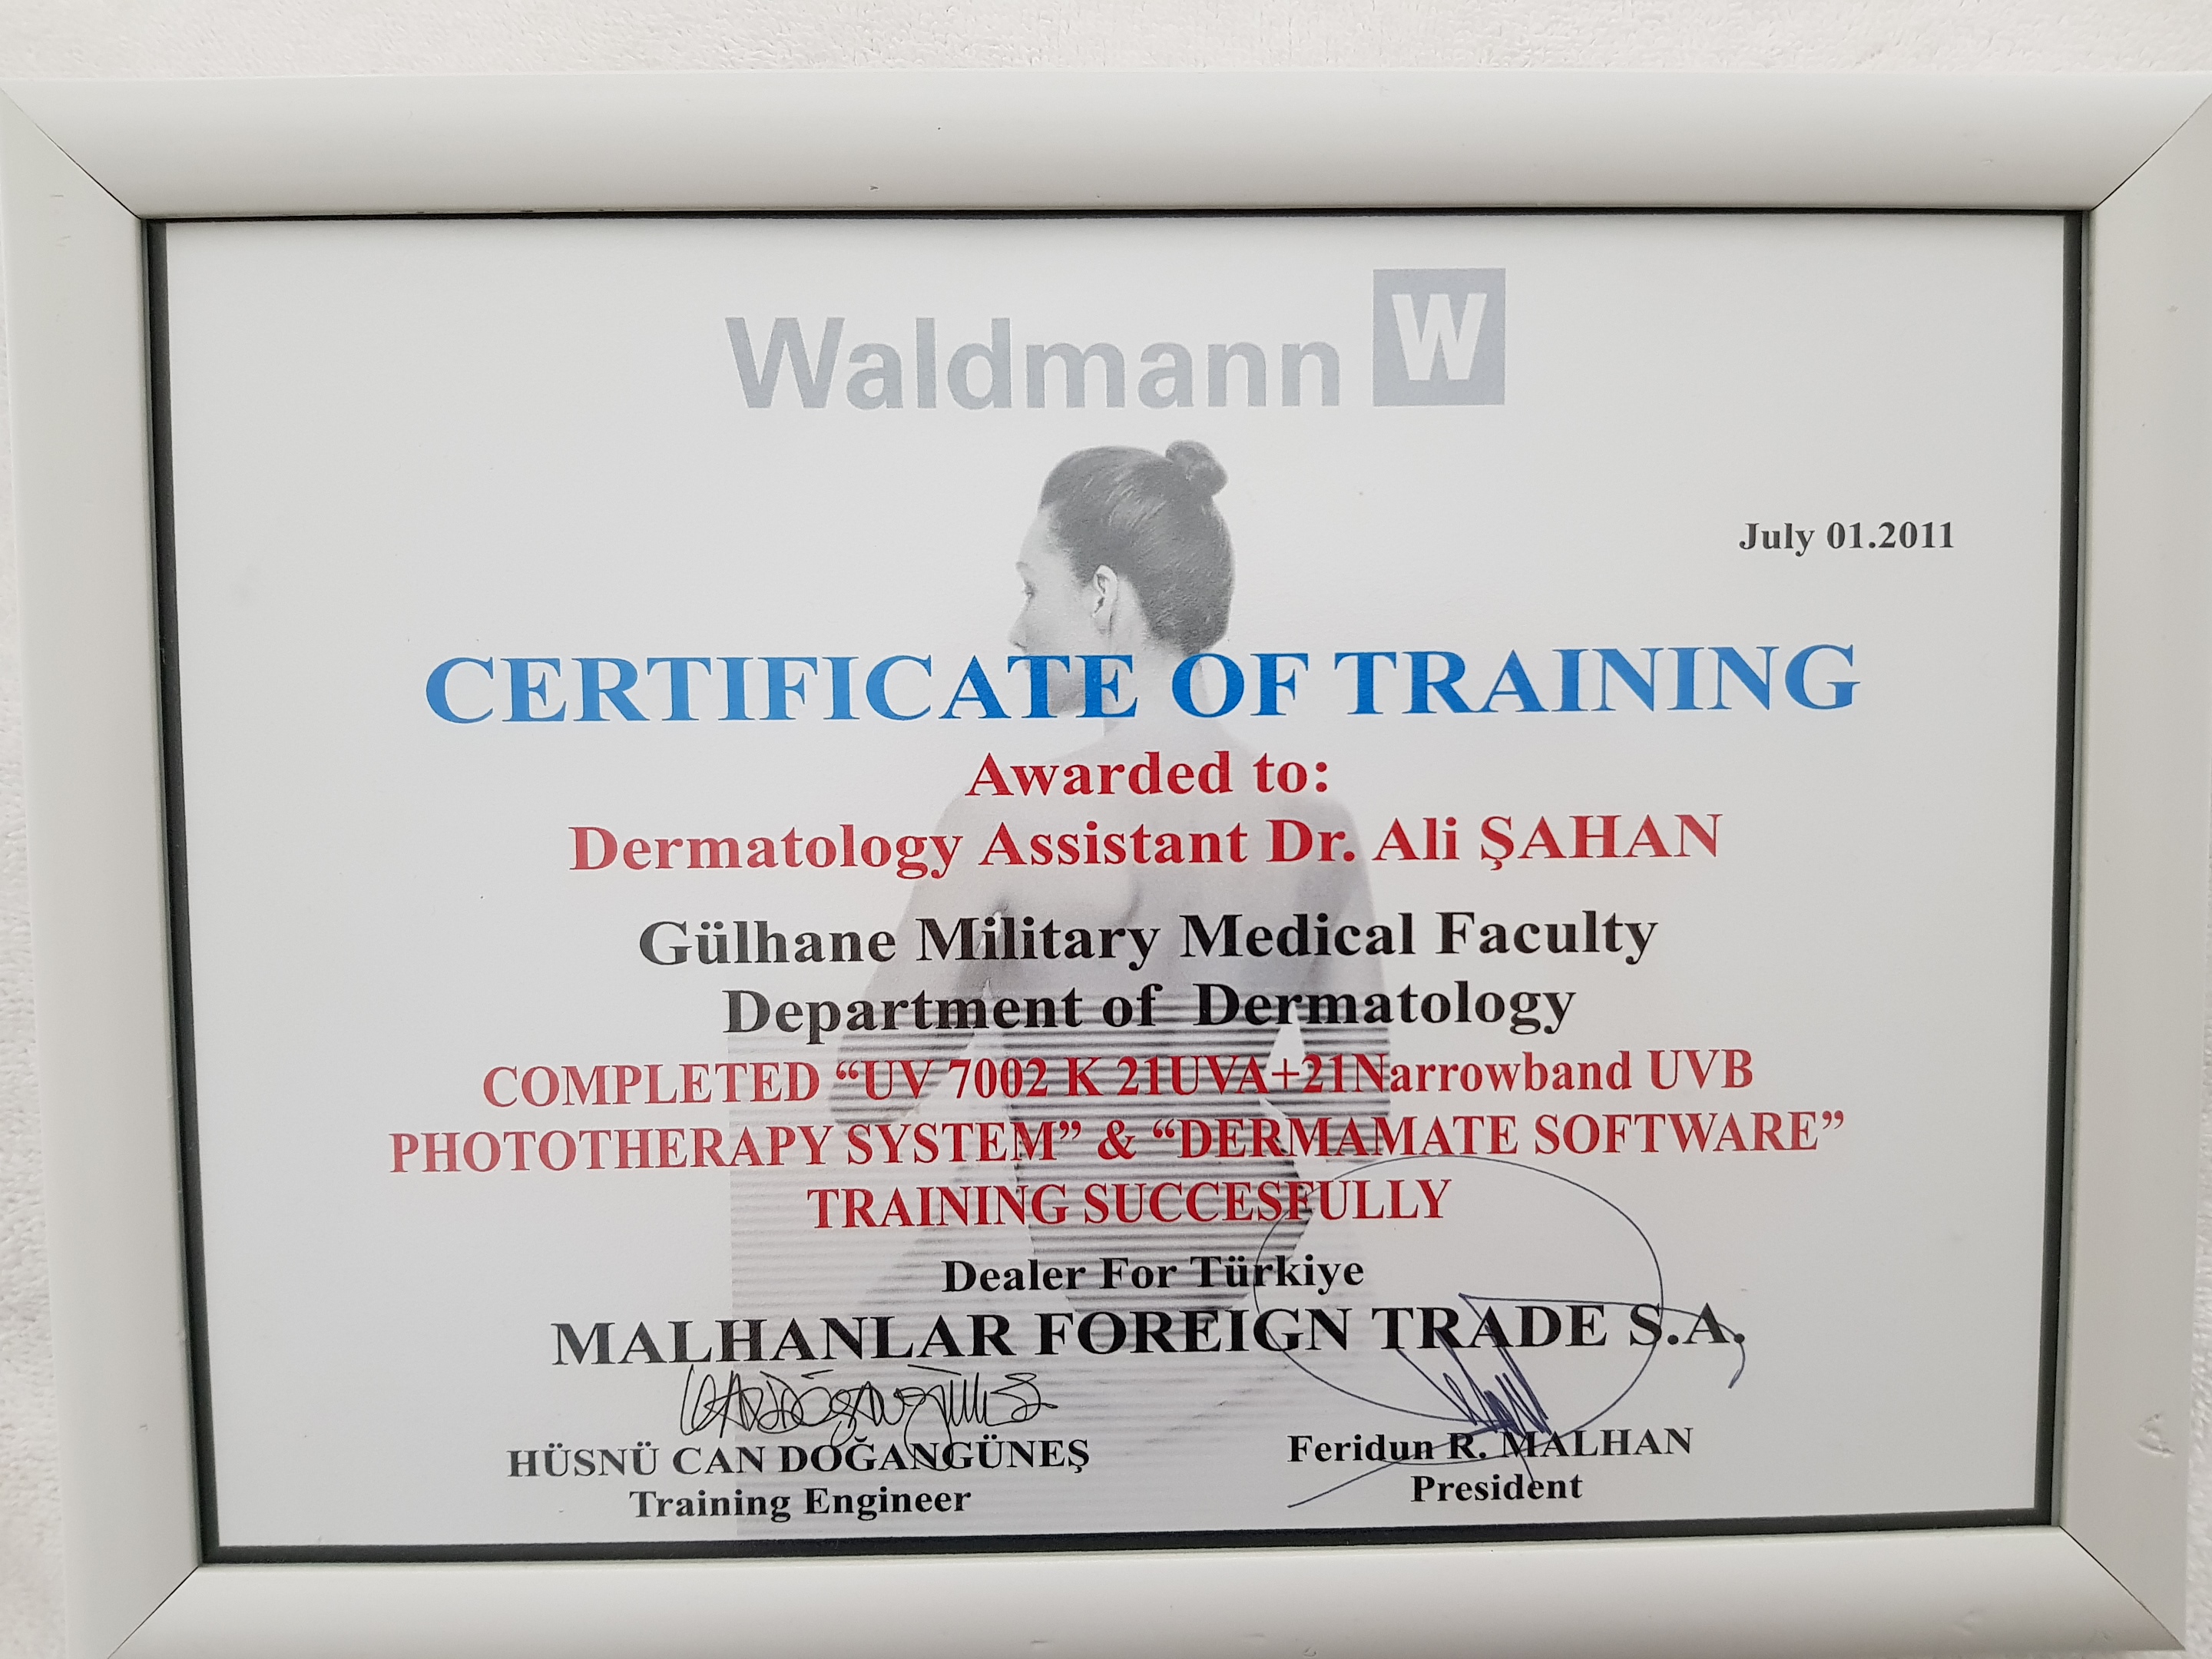 Waldmann W
July 01.2011
CERTIFICATE OF TRAINING
Awarded to:
Dermatology Assistant Dr. Ali ŞAHAN
Gülhane Military Medical Faculty
Department of Dermatology
COMPLETED “UV 7002 K 21UVA+21Narrowband UVB
PHOTOTHERAPY SYSTEM” & “DERMAMATE SOFTWARE”
TRAINING SUCCESFULLY
Dealer For Türkiye
MALHANLAR FOREIGN TRADE S.A.
HÜSNÜ CAN DOĞANGÜNEŞ
Training Engineer
Feridun R. MALHAN
President